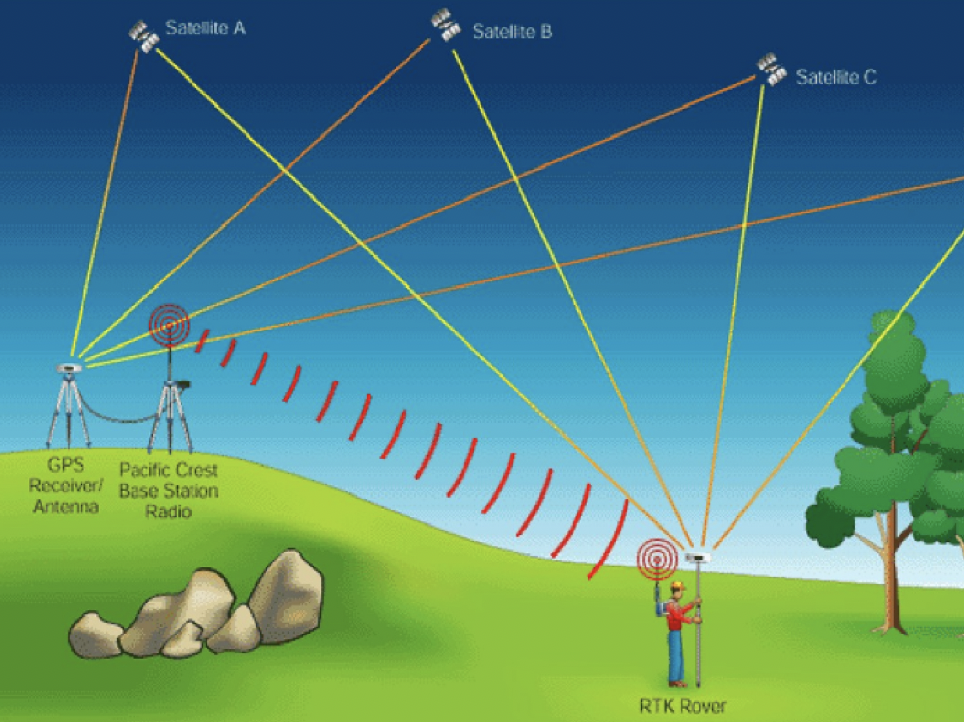 Satellite A
Satellite B
Satellite C
GPS
Receiver/
Antenna
Pacific Crest
Base Station
Radio
RTK Rover